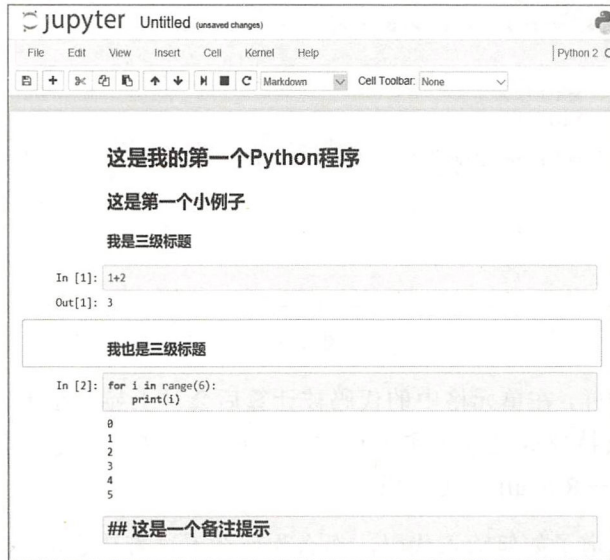 jupyter Untitled (unsaved changes)
File Edit View Insert Cell Kernel Help Python 2
Markdown Cell Toolbar: None
这是我的第一个Python程序
这是第一个小例子
我是三级标题
In [1]: 1+2
Out[1]: 3
我也是三级标题
In [2]: for i in range(6):
print(i)
0
1
2
3
4
5
## 这是一个备注提示